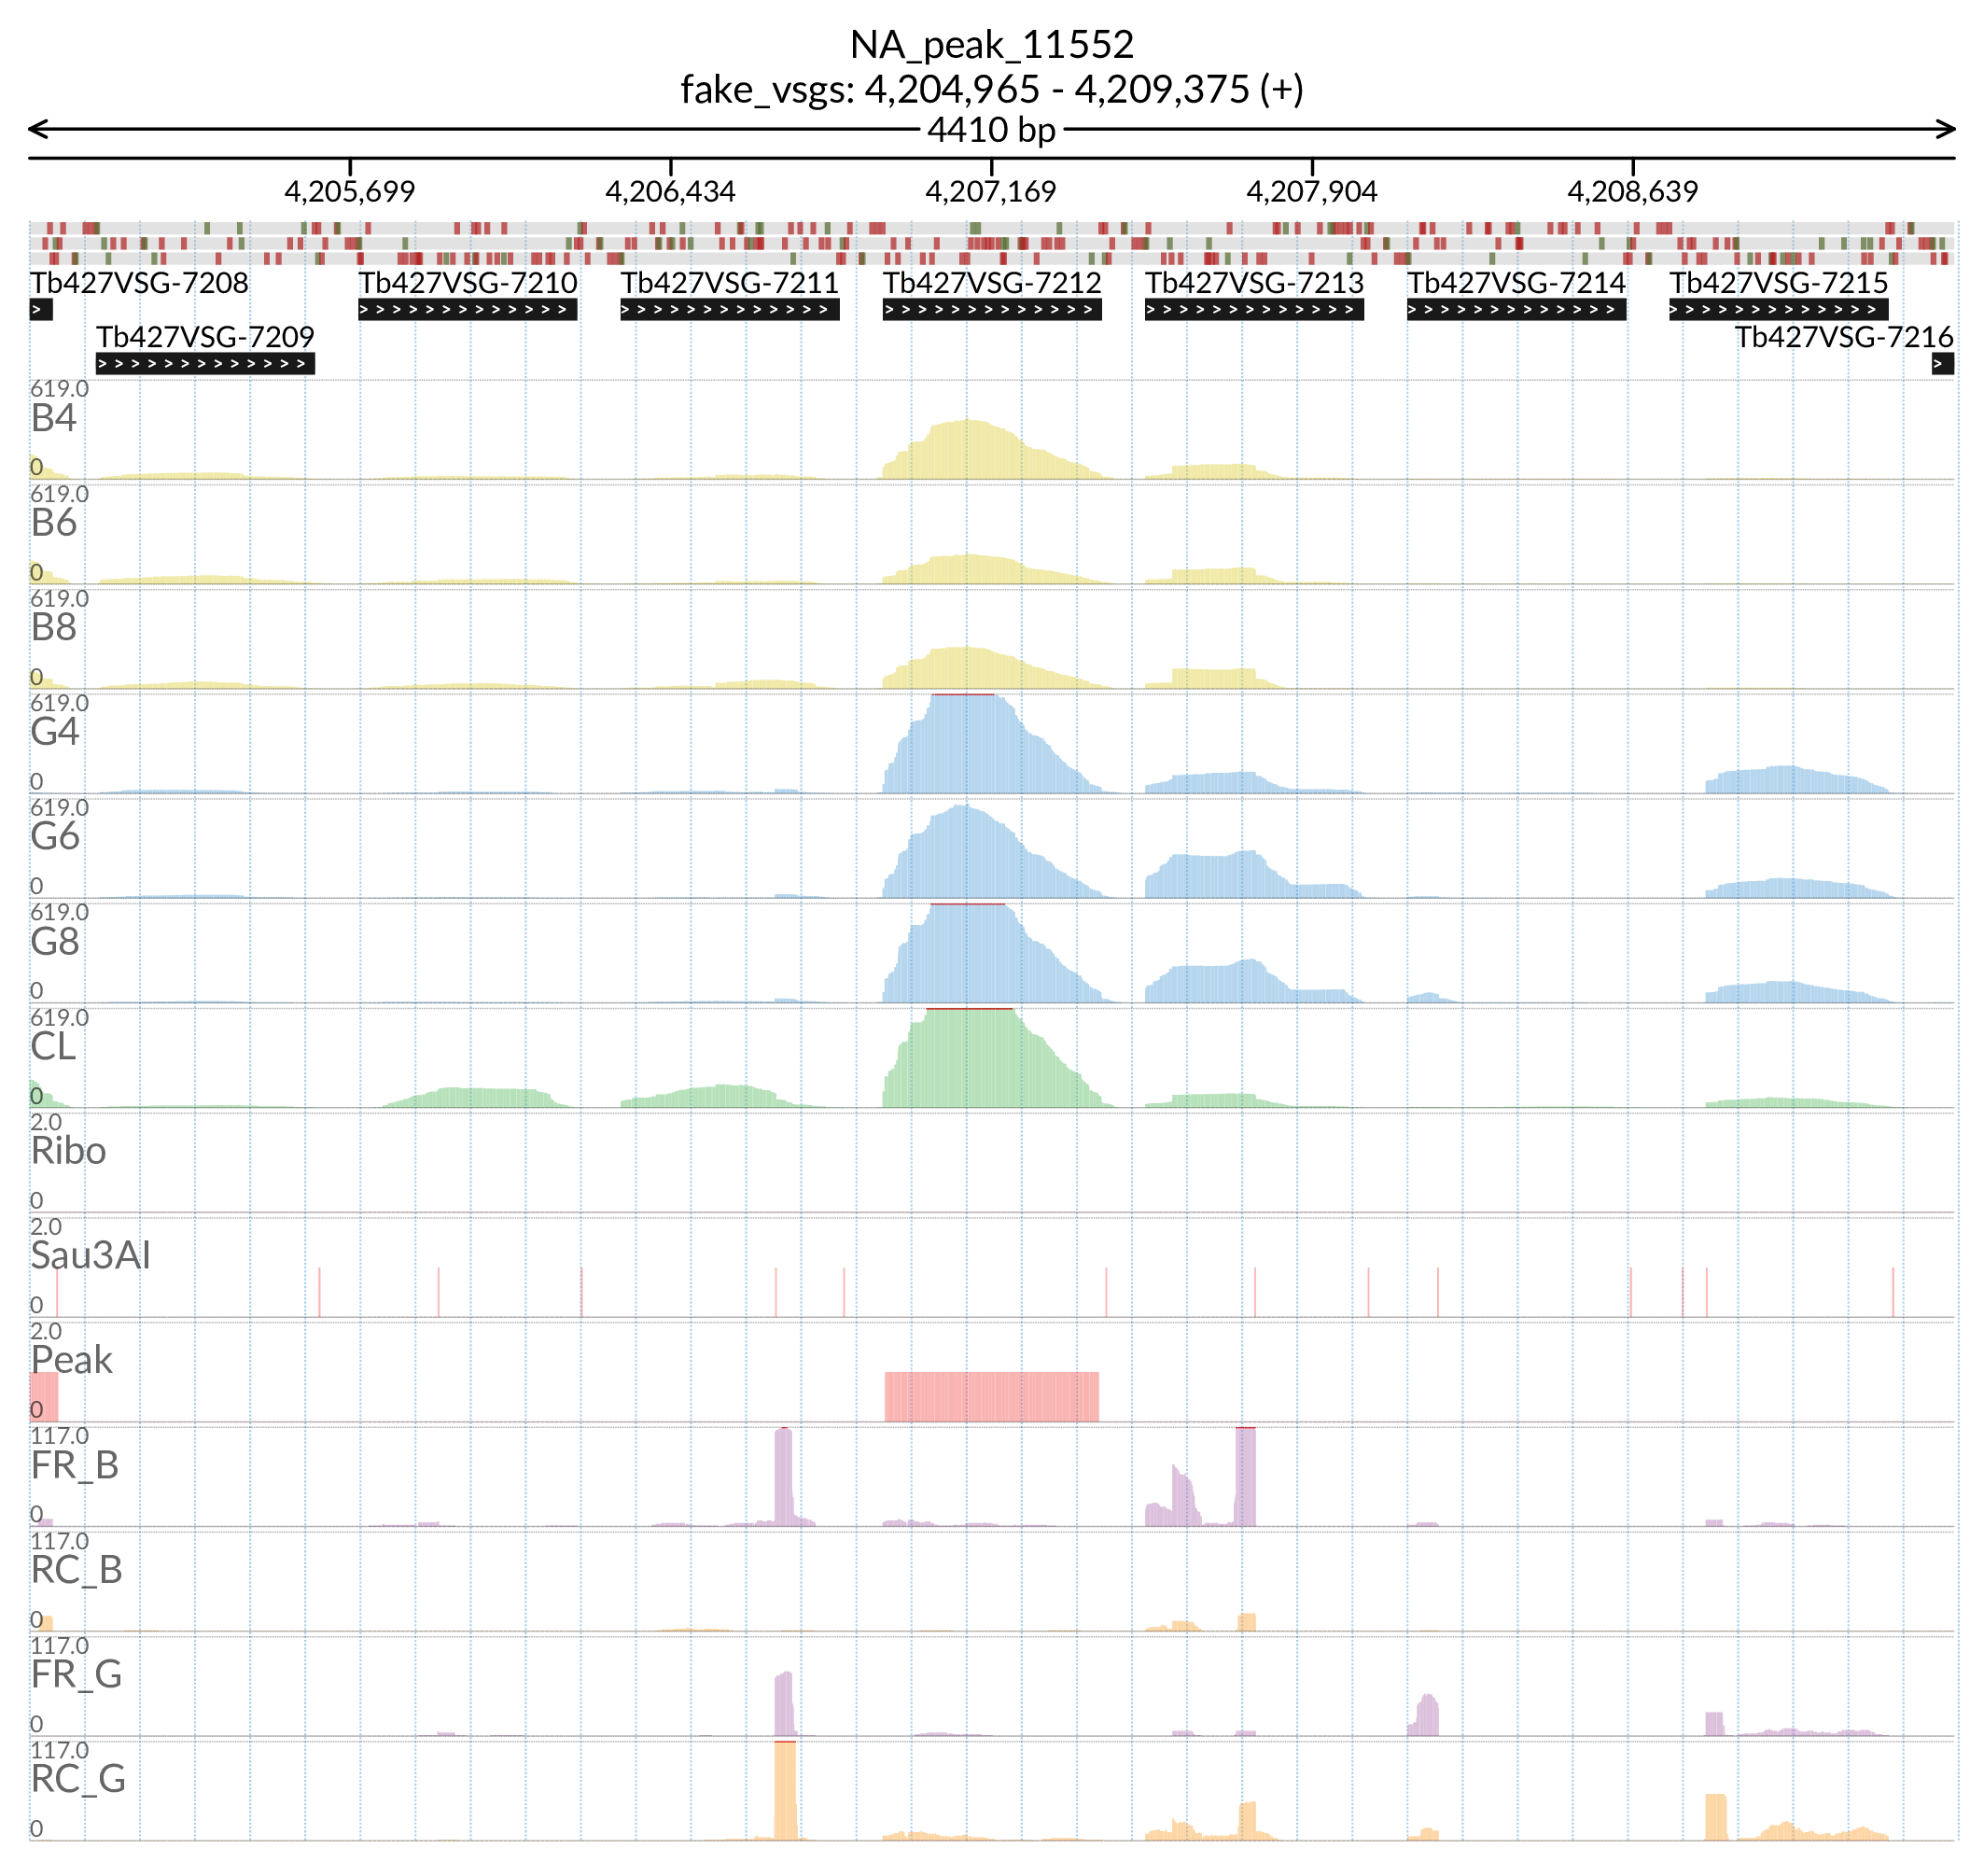 NA_peak_11552
fake_vsgs: 4,204,965 - 4,209,375 (+)
4410 bp
4,205,699 4,206,434 4,207,169 4,207,904 4,208,639
Tb427VSG-7208 Tb427VSG-7210 Tb427VSG-7211 Tb427VSG-7212 Tb427VSG-7213 Tb427VSG-7214 Tb427VSG-7215
Tb427VSG-7209 Tb427VSG-7216
619.0
B4
0
619.0
B6
0
619.0
B8
0
619.0
G4
0
619.0
G6
0
619.0
G8
0
619.0
CL
0
2.0
Ribo
0
2.0
Sau3AI
0
2.0
Peak
0
117.0
FR_B
0
117.0
RC_B
0
117.0
FR_G
0
117.0
RC_G
0